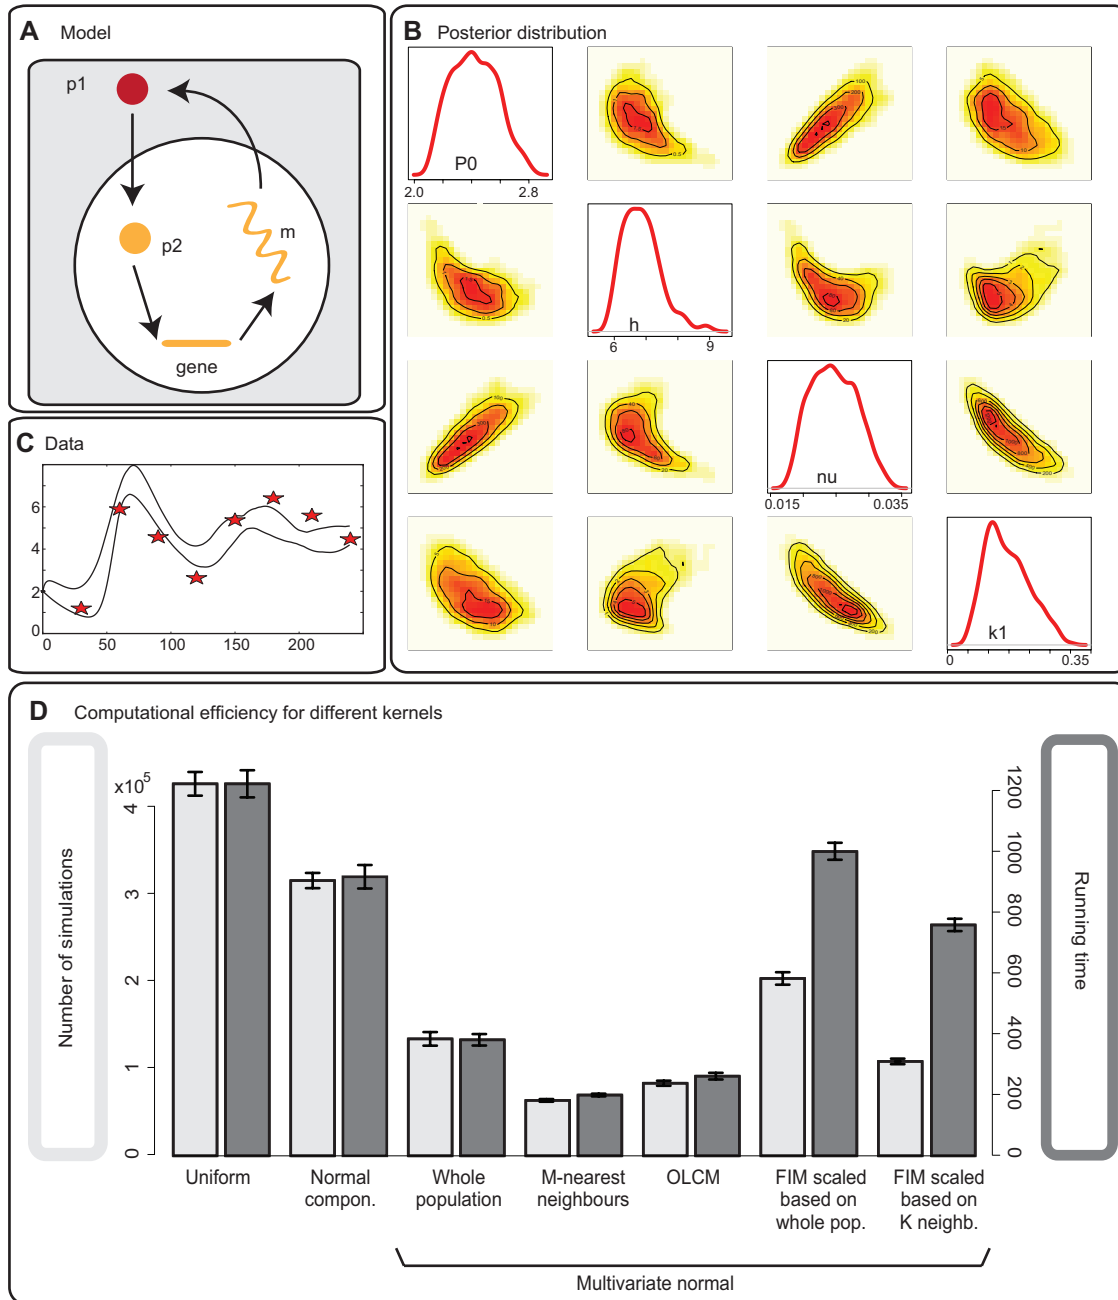 A Model
p1
p2
m
gene
B Posterior distribution
P0
2.0 2.8
h
6 9
nu
0.015 0.035
k1
0 0.35
C Data
6
4
2
0
0 50 100 150 200
D Computational efficiency for different kernels
Number of simulations
x10^5
4
3
2
1
0
1200
1000
800
600
400
200
0
Running time
Uniform
Normal
compon.
Whole
population
M-nearest
neighbours
OLCM
FIM scaled
based on
whole pop.
FIM scaled
based on
K neighb.
Multivariate normal